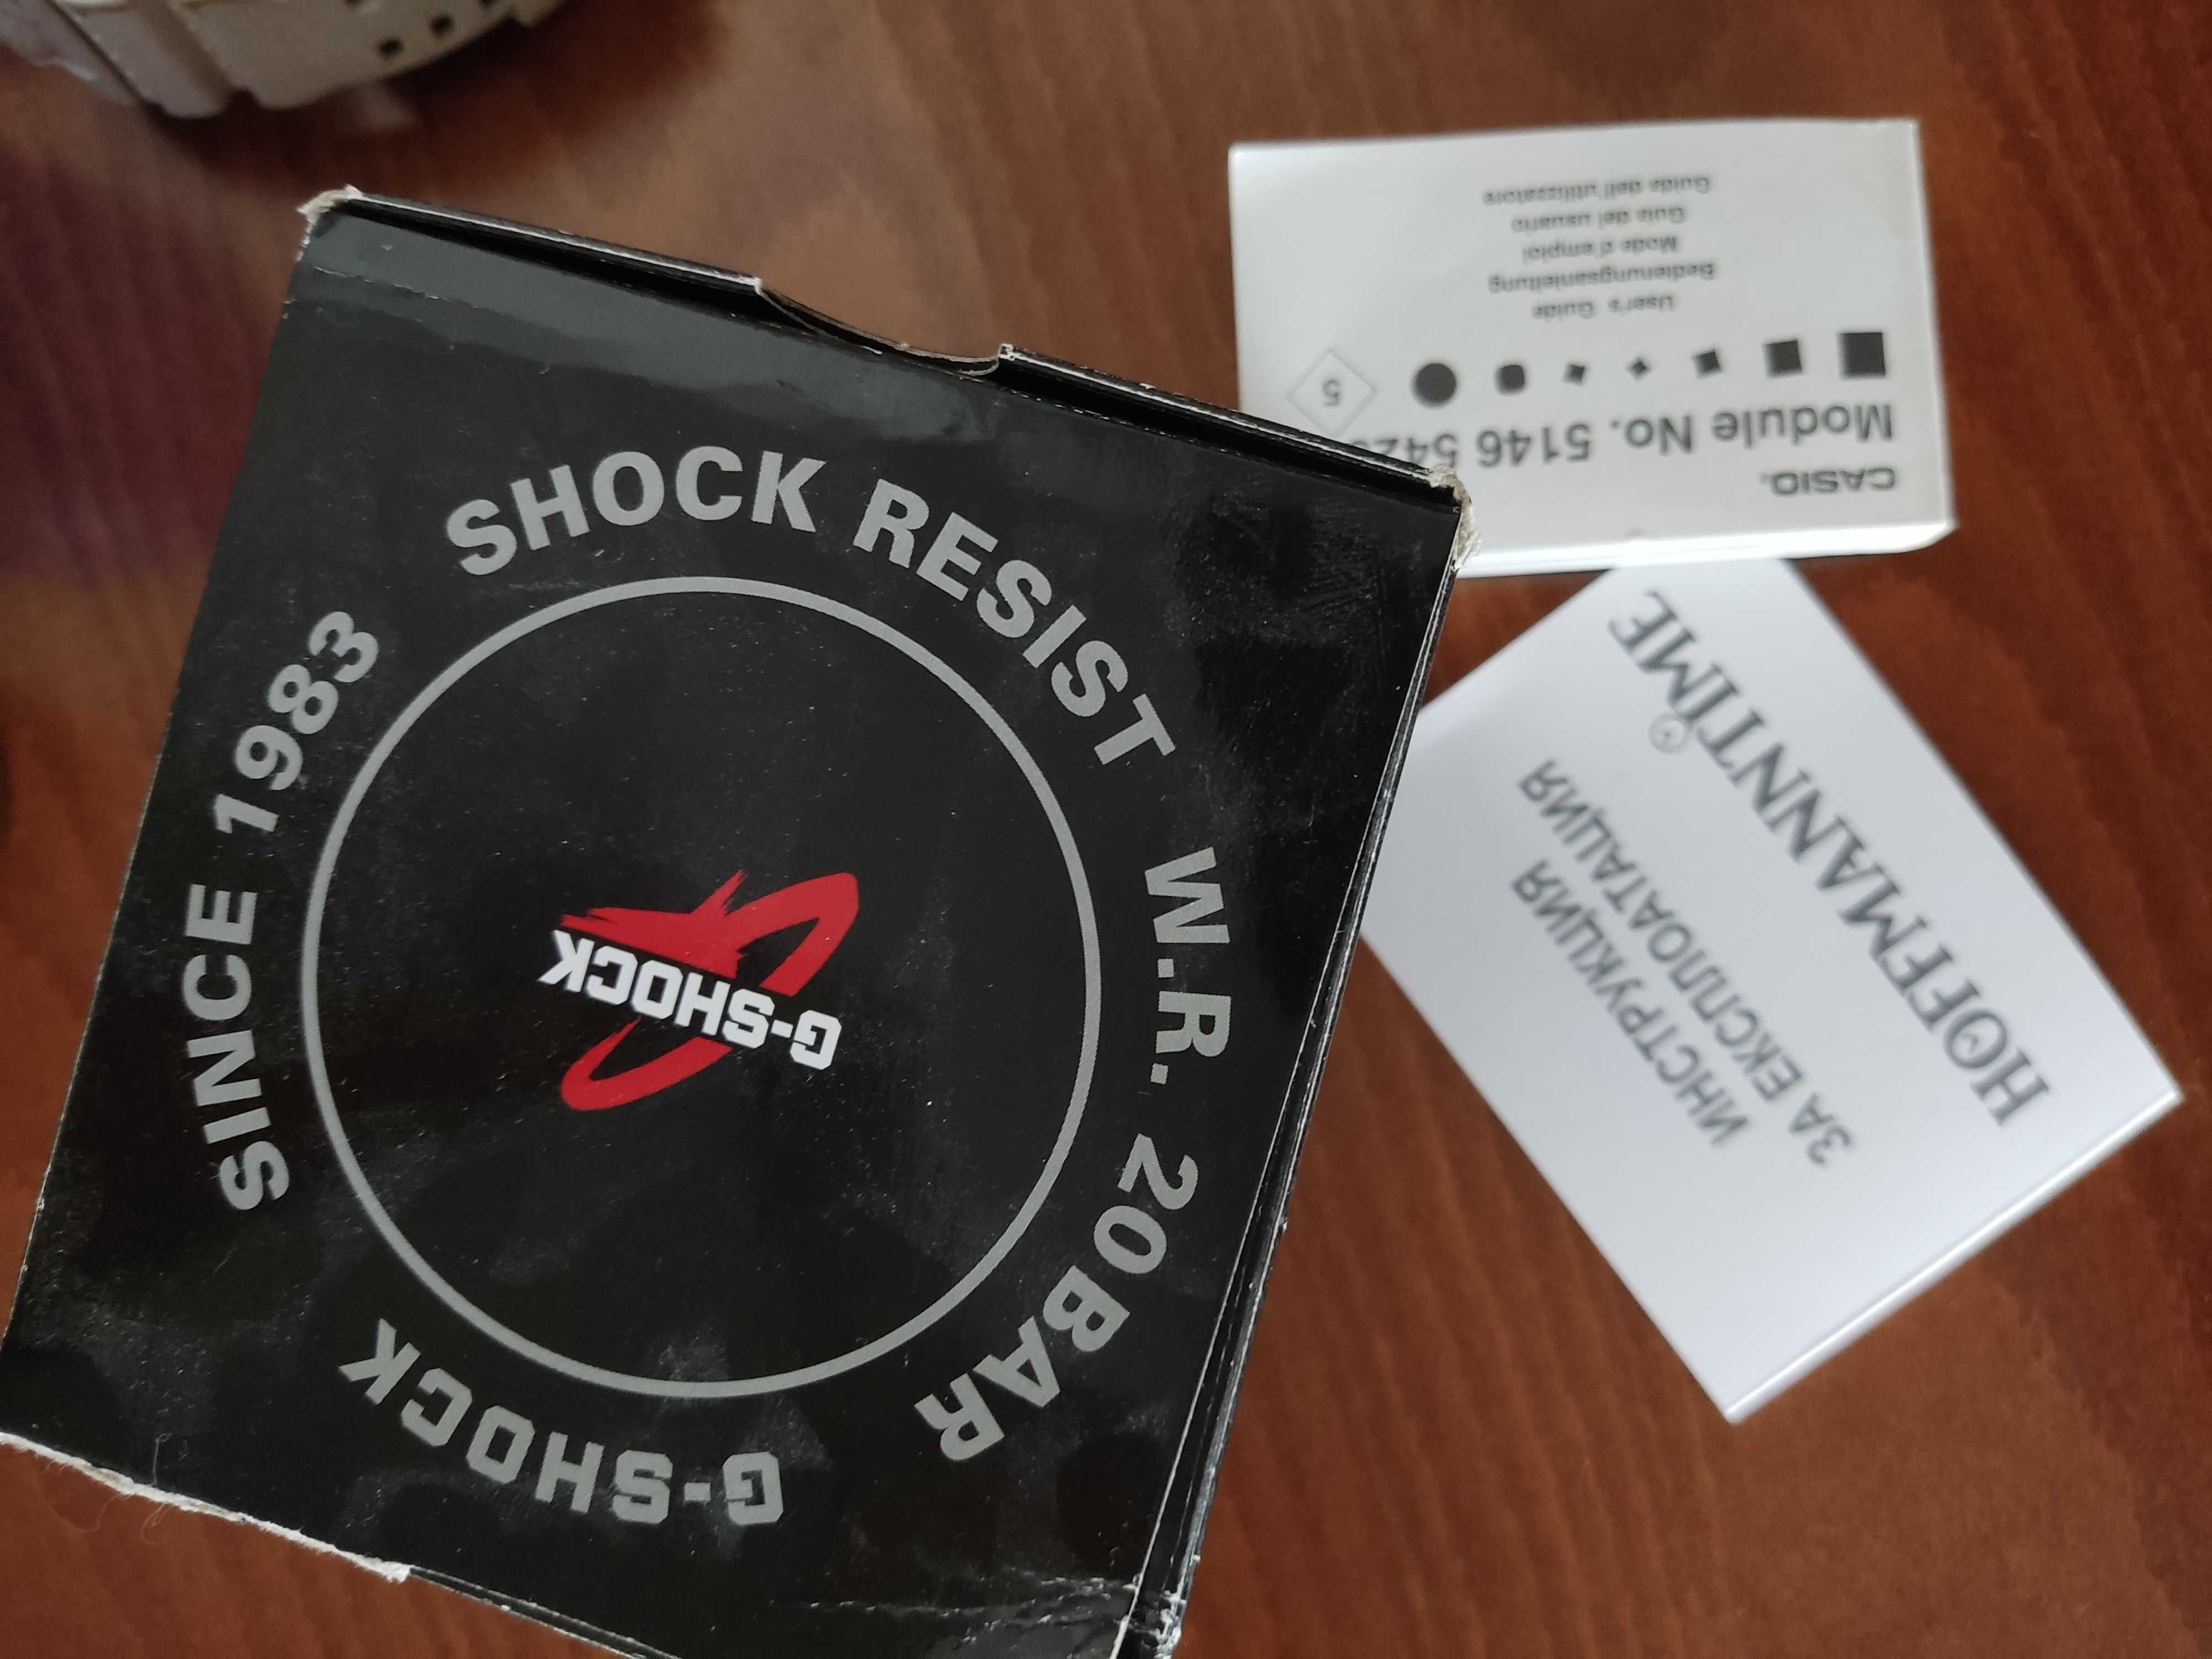 SHOCK RESIST
W.R. 20BAR
G-SHOCK
SINCE 1983
G-SHOCK
CASIO®
Module No. 5146
5
User's Guide
Bedienungsanleitung
Mode d'emploi
Guía del usuario
Guida dell'utilizzatore
HOFFMANNTIME
ИНСТРУКЦИЯ
ЗА ЕКСПЛОАТАЦИЯ